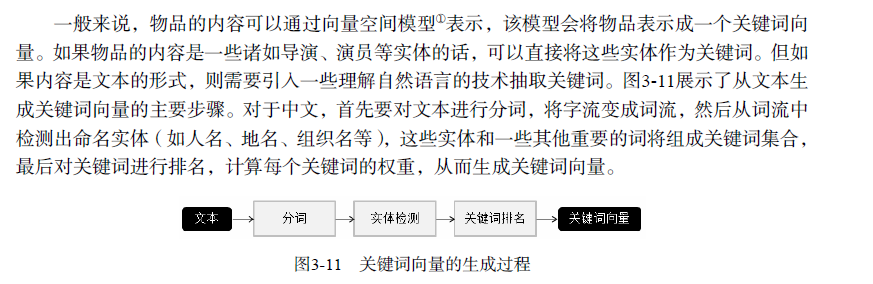 一般来说，物品的内容可以通过向量空间模型①表示，该模型会将物品表示成一个关键词向
量。如果物品的内容是一些诸如导演、演员等实体的话，可以直接将这些实体作为关键词。但如
果内容是文本的形式，则需要引入一些理解自然语言的技术抽取关键词。图3-11展示了从文本生
成关键词向量的主要步骤。对于中文，首先要对文本进行分词，将字流变成词流，然后从词流中
检测出命名实体（如人名、地名、组织名等），这些实体和一些其他重要的词将组成关键词集合，
最后对关键词进行排名，计算每个关键词的权重，从而生成关键词向量。
文本 分词 实体检测 关键词排名 关键词向量
图3-11 关键词向量的生成过程